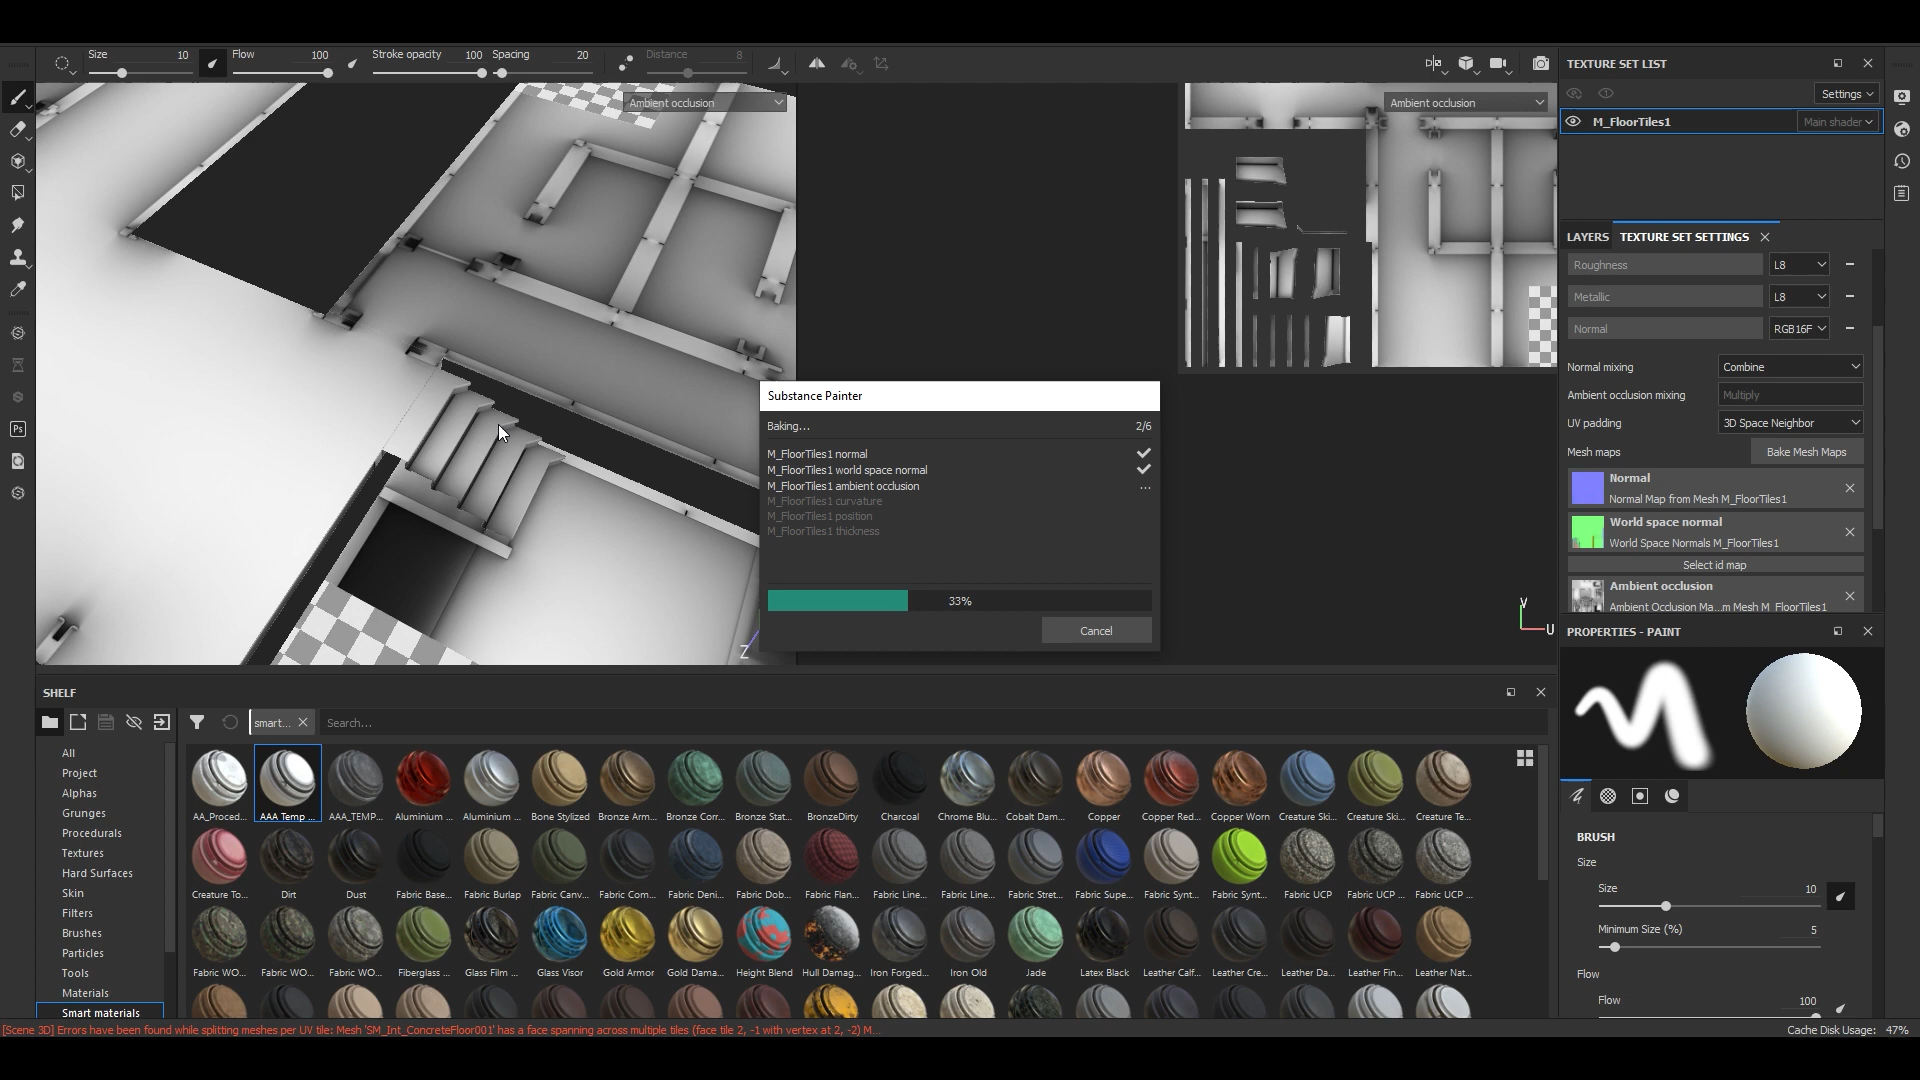 Size 10
Flow 100
Stroke opacity 100
Spacing 20
Distance 8
Ambient occlusion
Ambient occlusion
Z
V
U
TEXTURE SET LIST
Settings
M_FloorTiles1
Main shader
LAYERS
TEXTURE SET SETTINGS
Roughness L8
Metallic L8
Normal RGB16F
Normal mixing Combine
Ambient occlusion mixing Multiply
UV padding 3D Space Neighbor
Mesh maps Bake Mesh Maps
Normal
Normal Map from Mesh M_FloorTiles1
World space normal
World Space Normals M_FloorTiles1
Select id map
Ambient occlusion
Ambient Occlusion Ma...m Mesh M_FloorTiles1
Substance Painter
Baking... 2/6
M_FloorTiles1 normal
M_FloorTiles1 world space normal
M_FloorTiles1 ambient occlusion ...
M_FloorTiles1 curvature
M_FloorTiles1 position
M_FloorTiles1 thickness
33%
Cancel
Ps
PROPERTIES - PAINT
BRUSH
Size
Size 10
Minimum Size (%) 5
Flow
Flow 100
SHELF
smart...
Search...
All
Project
Alphas
Grunges
Procedurals
Textures
Hard Surfaces
Skin
Filters
Brushes
Particles
Tools
Materials
Smart materials
AA_Proced... AAA Temp ... AAA_TEMP... Aluminium ... Aluminium ... Bone Stylized Bronze Arm... Bronze Corr... Bronze Stat... BronzeDirty Charcoal Chrome Blu... Cobalt Dam... Copper Copper Red... Copper Worn Creature Ski... Creature Ski... Creature Te...
Creature To... Dirt Dust Fabric Base... Fabric Burlap Fabric Canv... Fabric Com... Fabric Deni... Fabric Dob... Fabric Flan... Fabric Line... Fabric Line... Fabric Stret... Fabric Supe... Fabric Synt... Fabric Synt... Fabric UCP Fabric UCP ... Fabric UCP ...
Fabric WO... Fabric WO... Fabric WO... Fiberglass ... Glass Film ... Glass Visor Gold Armor Gold Dama... Height Blend Hull Damag... Iron Forged... Iron Old Jade Latex Black Leather Calf... Leather Cre... Leather Da... Leather Fin... Leather Nat...
[Scene 3D] Errors have been found while splitting meshes per UV tile: Mesh 'SM_Int_ConcreteFloor001' has a face spanning across multiple tiles (face tile 2, -1 with vertex at 2, -2) M...
Cache Disk Usage: 47%